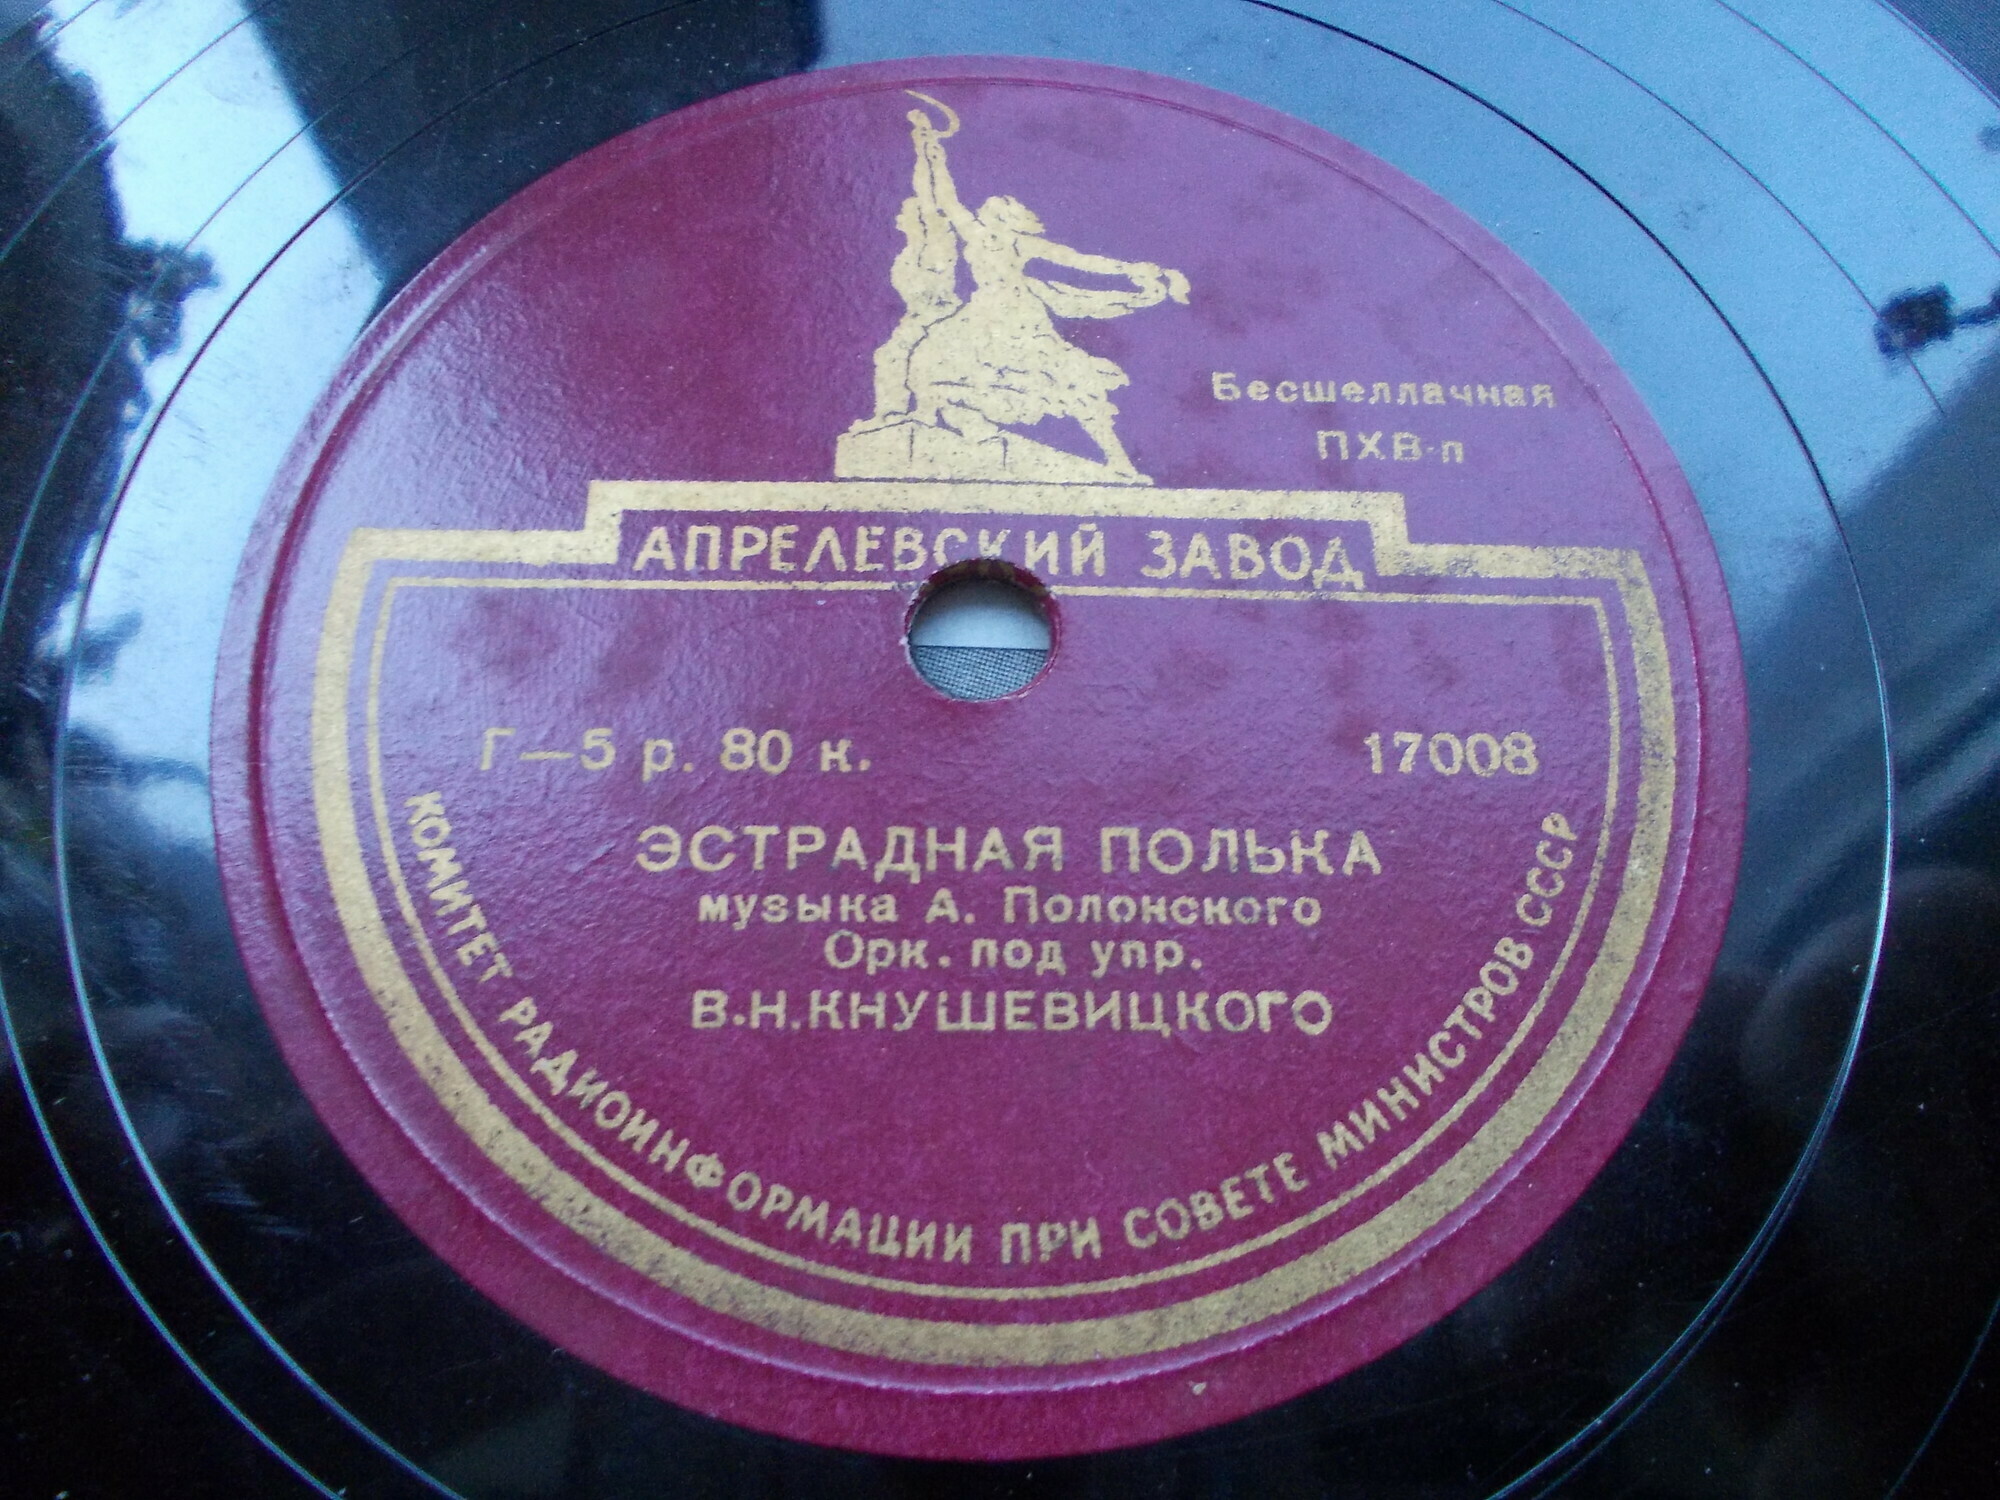 Бесшеллачная
ПХВ-п
АПРЕЛЕВСКИЙ ЗАВОД
Г—5 р. 80 к.
17008
ЭСТРАДНАЯ ПОЛЬКА
музыка А. Полонского
Орк. под упр.
В.Н.КНУШЕВИЦКОГО
КОМИТЕТ РАДИОИНФОРМАЦИИ ПРИ СОВЕТЕ МИНИСТРОВ СССР